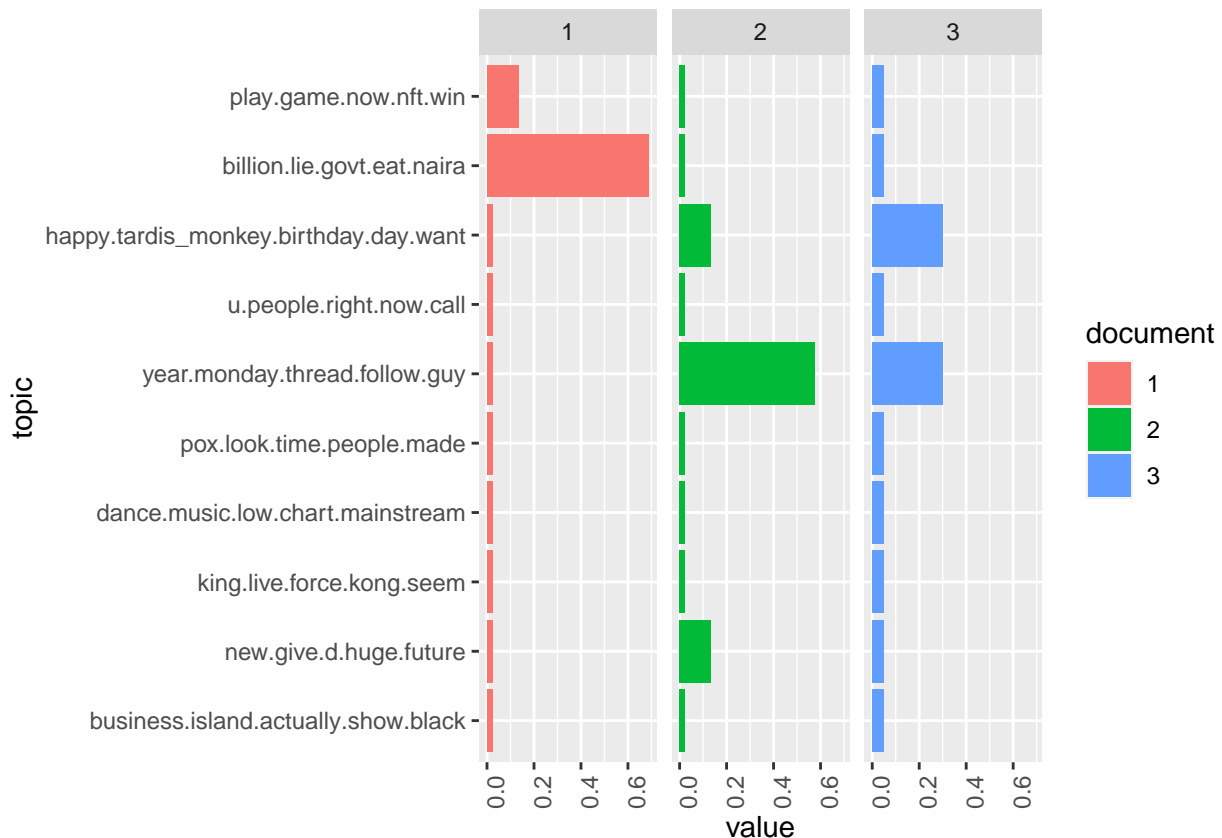 1 2 3
play.game.now.nft.win
billion.lie.govt.eat.naira
happy.tardis_monkey.birthday.day.want
u.people.right.now.call
year.monday.thread.follow.guy
pox.look.time.people.made
dance.music.low.chart.mainstream
king.live.force.kong.seem
new.give.d.huge.future
business.island.actually.show.black
topic
0.0 0.2 0.4 0.6 0.0 0.2 0.4 0.6 0.0 0.2 0.4 0.6
value
document
1
2
3